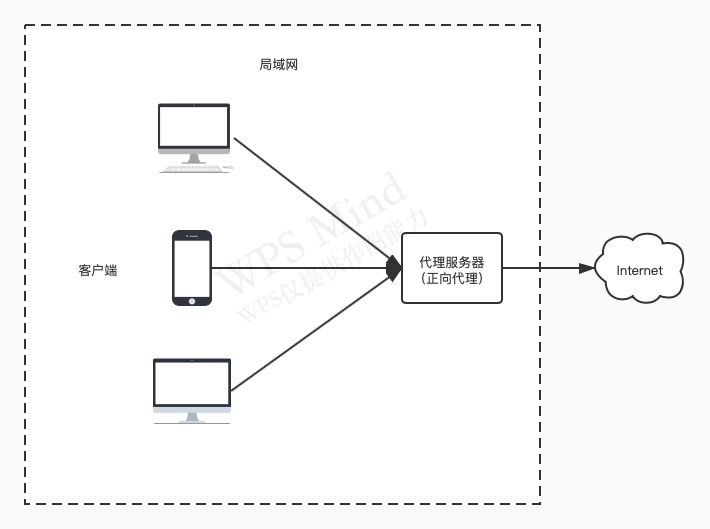 局域网
WPS Mind
WPS仅提供作图能力
客户端
代理服务器
(正向代理)
Internet